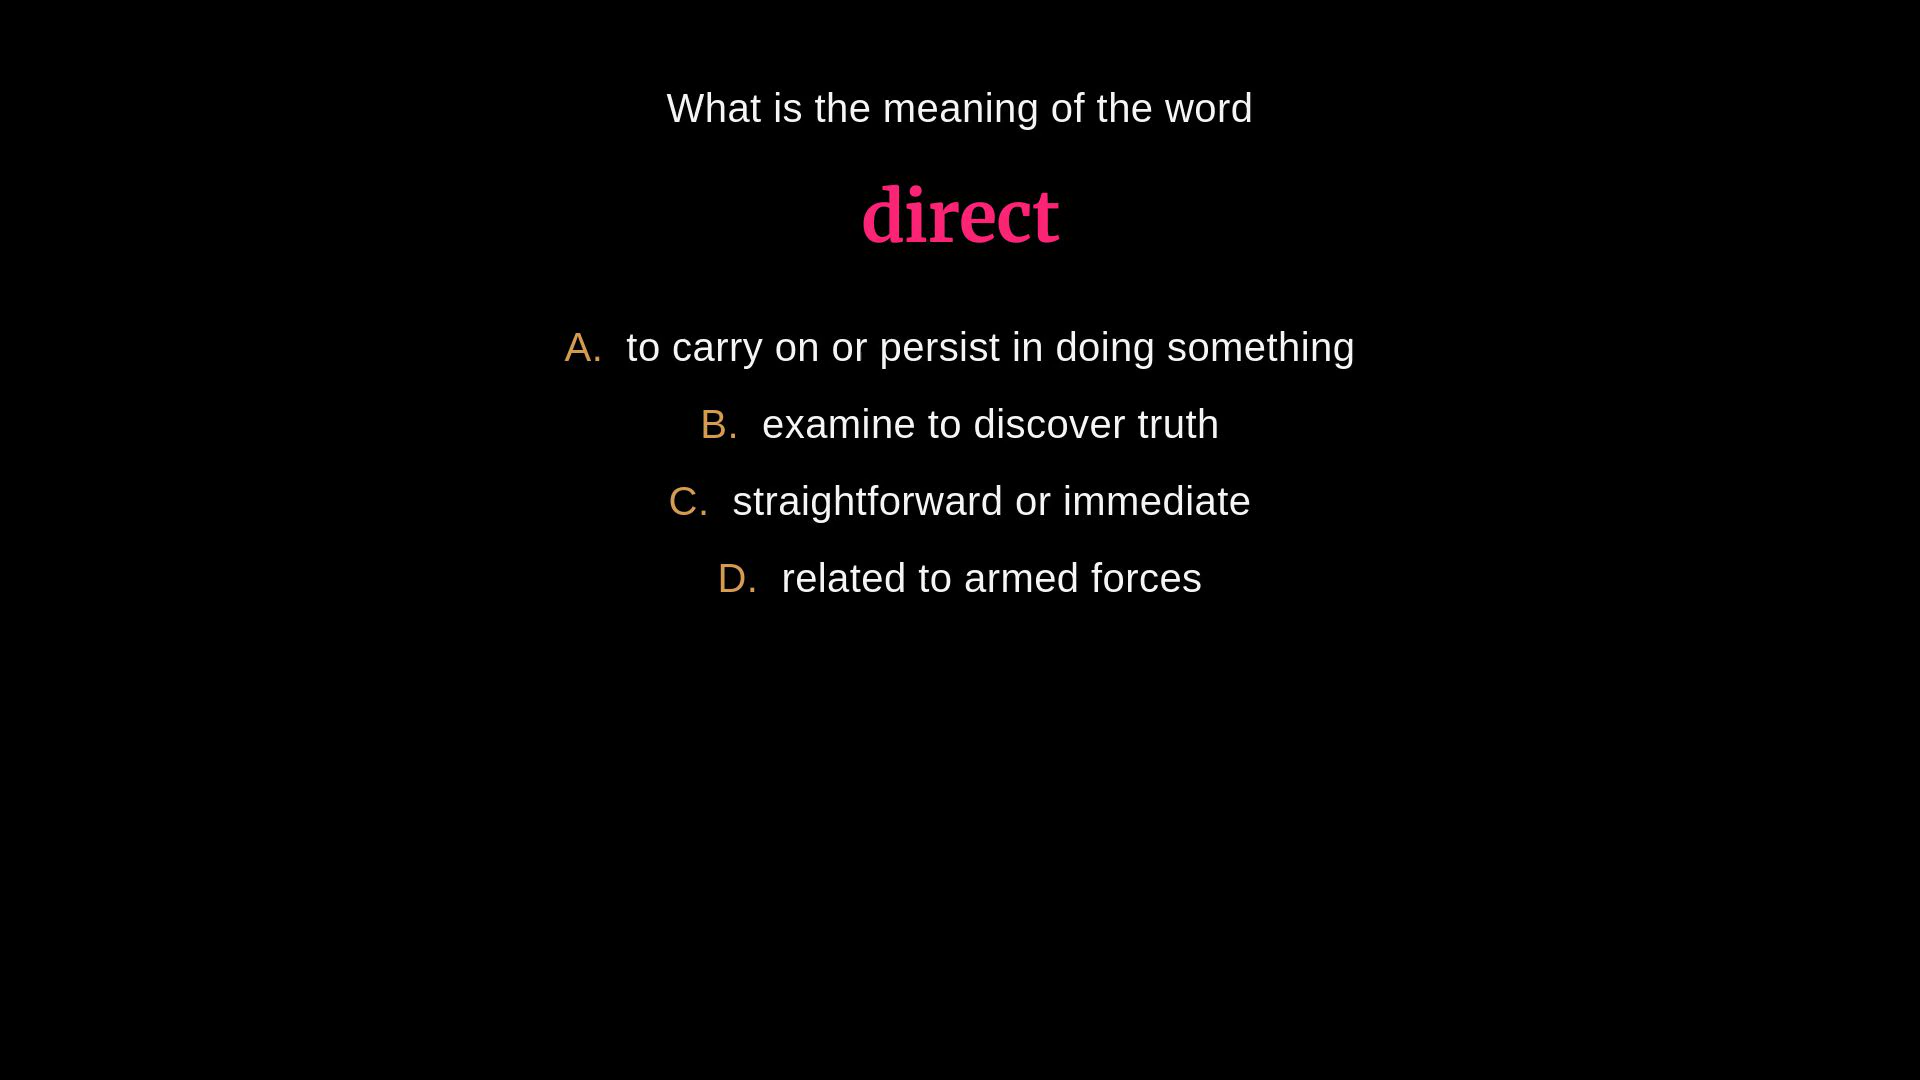 What is the meaning of the word
direct
A. to carry on or persist in doing something
B. examine to discover truth
C. straightforward or immediate
D. related to armed forces